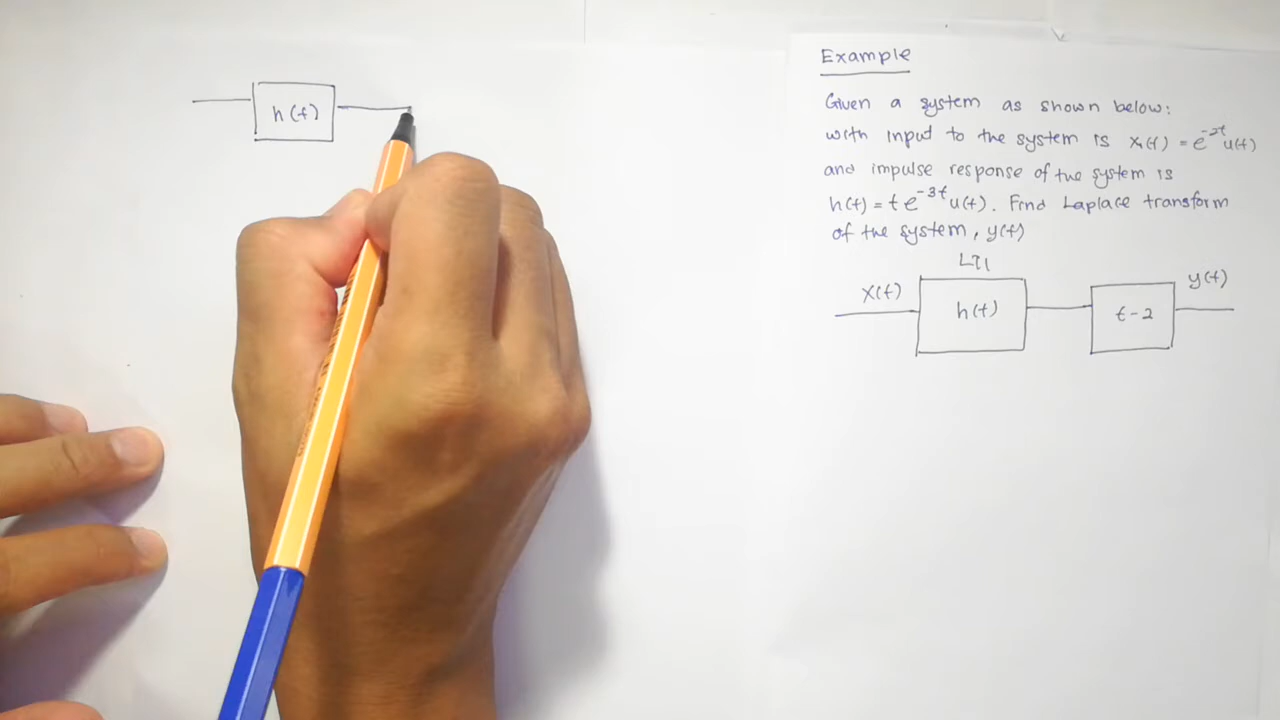 h(t)
Example
Given a system as shown below:
with input to the system is x(t) = e^-2t u(t)
and impulse response of the system is
h(t) = t e^-3t u(t). Find Laplace transform
of the system, y(t)
LTI
x(t)
h(t)
t-2
y(t)